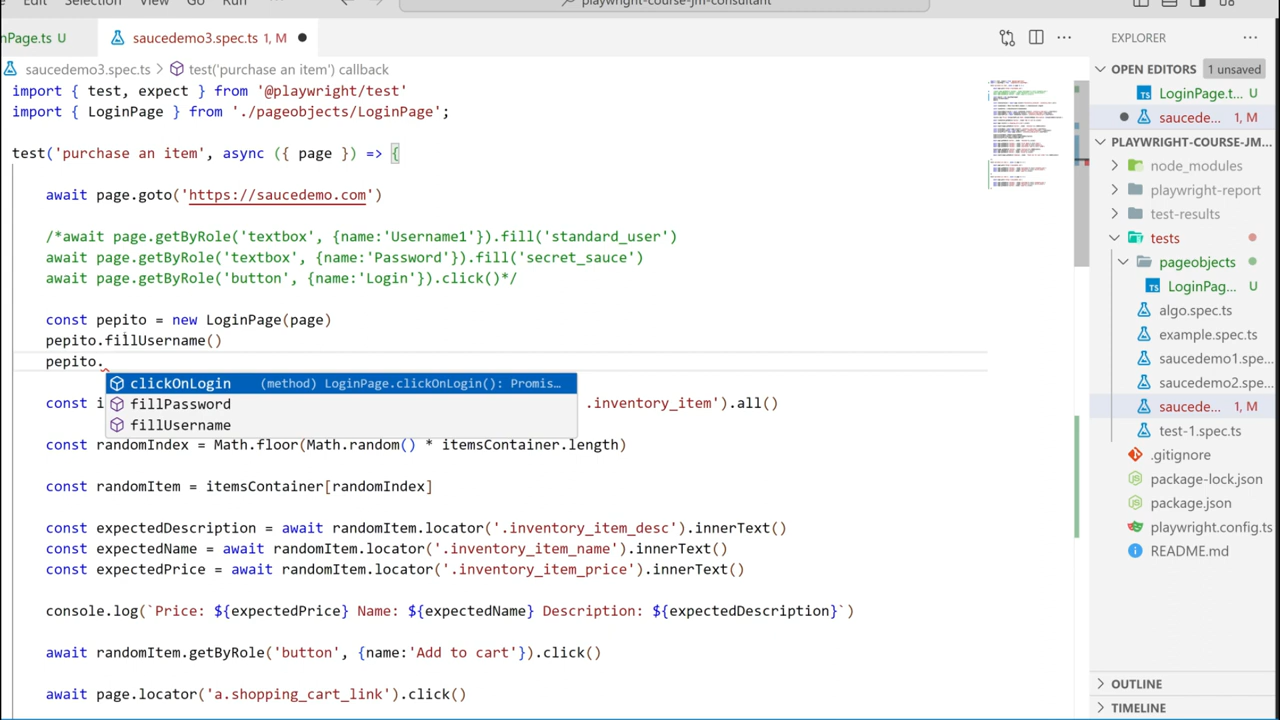 Edit Selection View Go Run ··· playwright-course-jm-consultant
nPage.ts U saucedemo3.spec.ts 1, M
saucedemo3.spec.ts > test('purchase an item') callback
import { test, expect } from '@playwright/test'
import { LoginPage } from './pageobjects/LoginPage';
test('purchase an item', async ({ page }) => {
await page.goto('https://saucedemo.com')
/*await page.getByRole('textbox', {name:'Username1'}).fill('standard_user')
await page.getByRole('textbox', {name:'Password'}).fill('secret_sauce')
await page.getByRole('button', {name:'Login'}).click()*/
const pepito = new LoginPage(page)
pepito.fillUsername()
pepito.
clickOnLogin (method) LoginPage.clickOnLogin(): Promis…
fillPassword
fillUsername
const i .inventory_item').all()
const randomIndex = Math.floor(Math.random() * itemsContainer.length)
const randomItem = itemsContainer[randomIndex]
const expectedDescription = await randomItem.locator('.inventory_item_desc').innerText()
const expectedName = await randomItem.locator('.inventory_item_name').innerText()
const expectedPrice = await randomItem.locator('.inventory_item_price').innerText()
console.log(`Price: ${expectedPrice} Name: ${expectedName} Description: ${expectedDescription}`)
await randomItem.getByRole('button', {name:'Add to cart'}).click()
await page.locator('a.shopping_cart_link').click()
EXPLORER ···
OPEN EDITORS 1 unsaved
LoginPage.t... U
saucede... 1, M
PLAYWRIGHT-COURSE-JM...
node_modules
playwright-report
test-results
tests
pageobjects
LoginPag... U
algo.spec.ts
example.spec.ts
saucedemo1.spe...
saucedemo2.spe...
saucede... 1, M
test-1.spec.ts
.gitignore
package-lock.json
package.json
playwright.config.ts
README.md
OUTLINE
TIMELINE